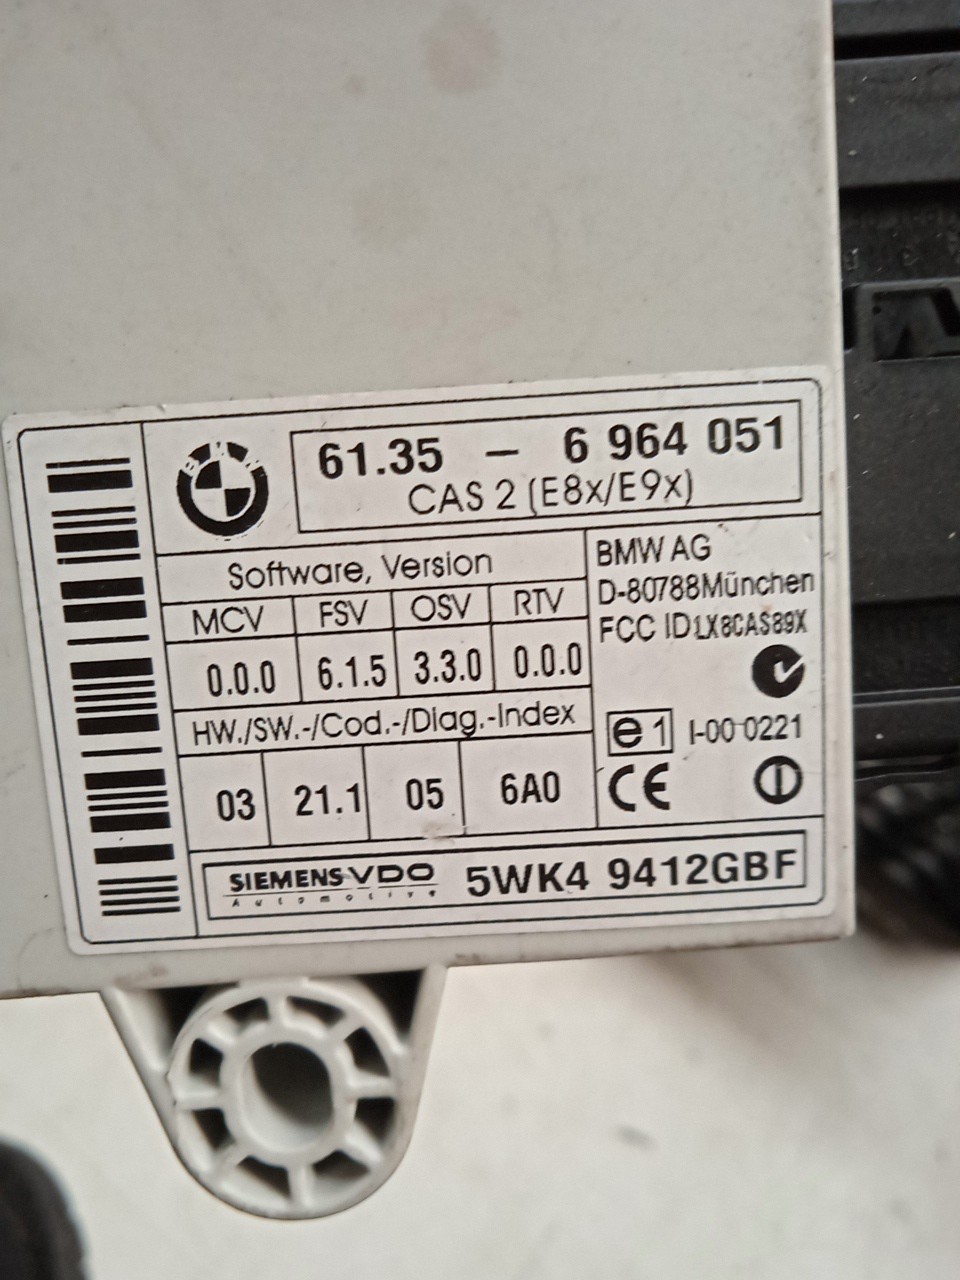 BMW
61.35 – 6 964 051
CAS 2 (E8x/E9x)
Software, Version
MCV FSV OSV RTV
0.0.0 6.1.5 3.3.0 0.0.0
HW./SW.-/Cod.-/Diag.-Index
03 21.1 05 6A0
BMW AG
D-80788München
FCC ID LX8CAS89X
e1 I-00 0221
CE
SIEMENS VDO
Automotive
5WK4 9412GBF